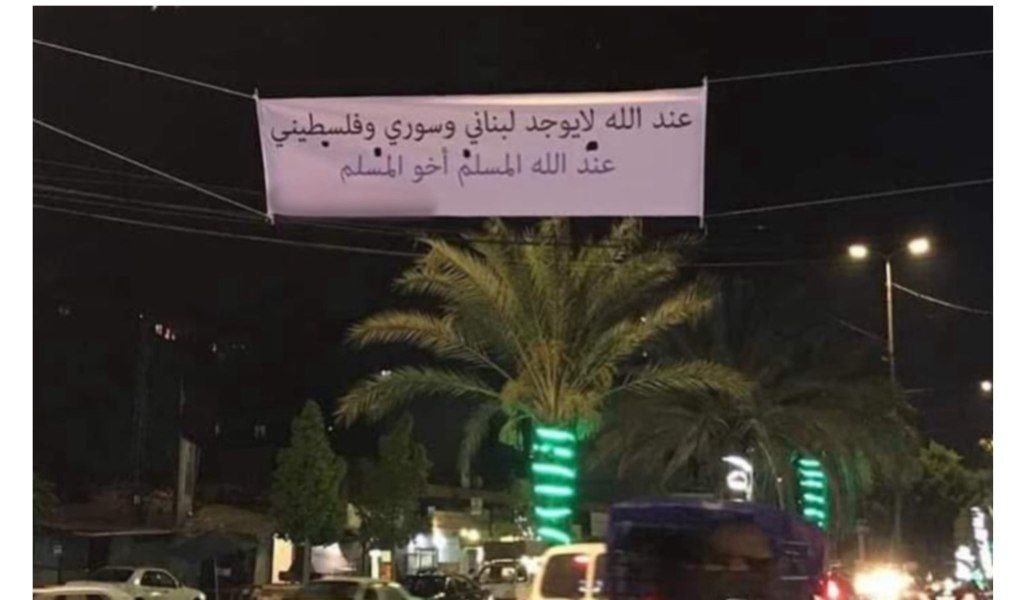 عند الله لايوجد لبناني وسوري وفلسطيني
عند الله المسلم أخو المسلم